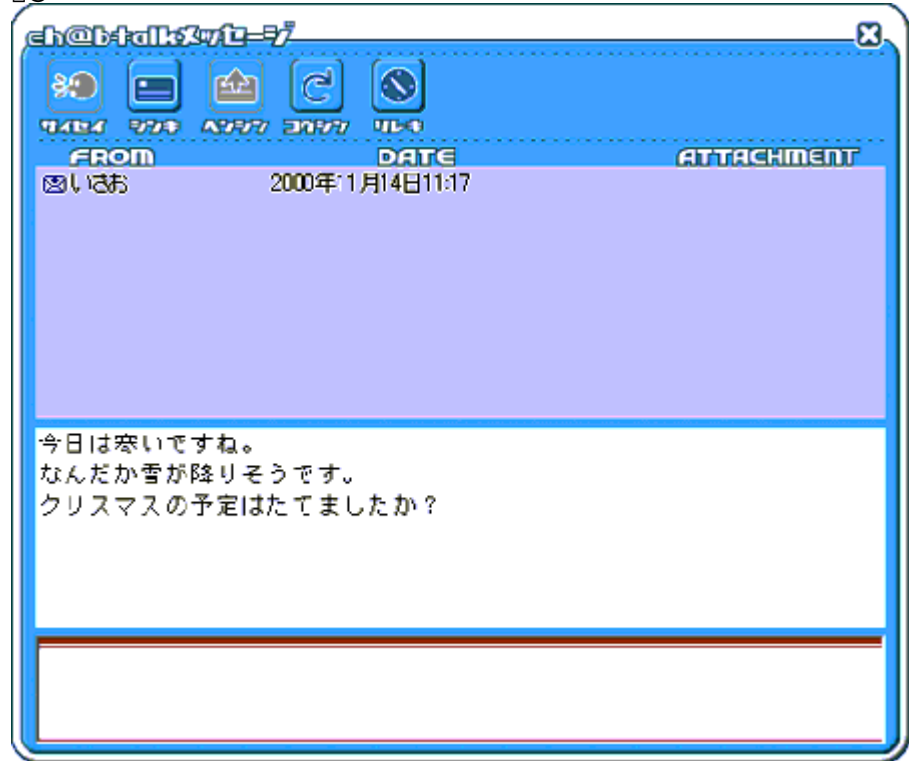 ch@b-talkメッセージ
サイセイ シンキ ヘンシン コウシン リレキ
FROM DATE ATTACHMENT
いさお 2000年11月14日11:17
今日は寒いですね。
なんだか雪が降りそうです。
クリスマスの予定はたてましたか？